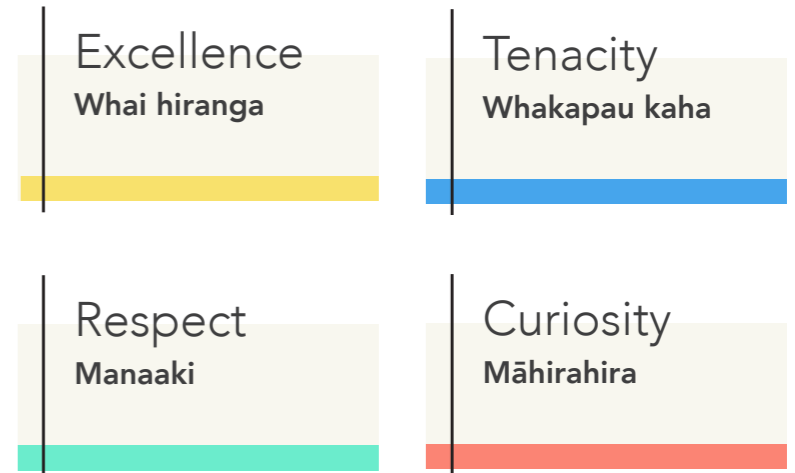 Excellence
Whai hiranga
Tenacity
Whakapau kaha
Respect
Manaaki
Curiosity
Māhirahira